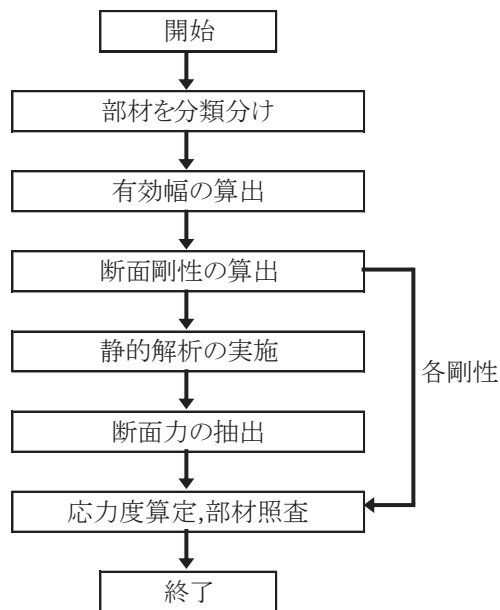 開始
部材を分類分け
有効幅の算出
断面剛性の算出
静的解析の実施
各剛性
断面力の抽出
応力度算定,部材照査
終了